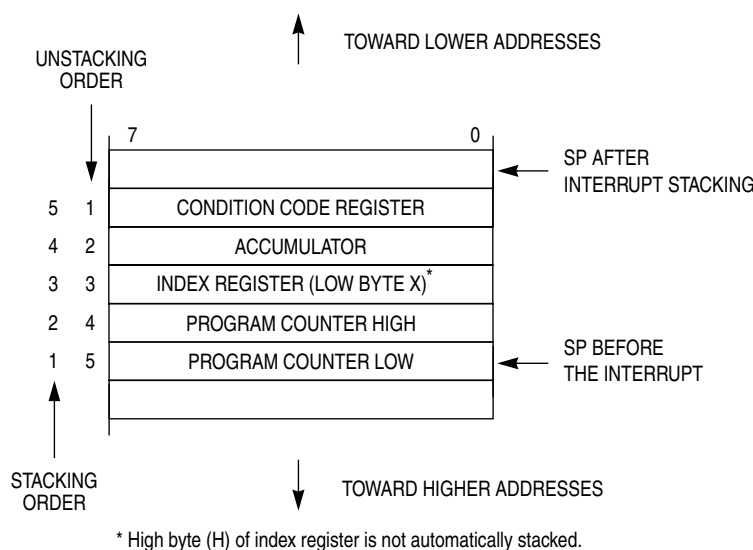 TOWARD LOWER ADDRESSES
UNSTACKING
ORDER
7 0
SP AFTER
INTERRUPT STACKING
5 1 CONDITION CODE REGISTER
4 2 ACCUMULATOR
3 3 INDEX REGISTER (LOW BYTE X)*
2 4 PROGRAM COUNTER HIGH
1 5 PROGRAM COUNTER LOW
SP BEFORE
THE INTERRUPT
STACKING
ORDER
TOWARD HIGHER ADDRESSES
* High byte (H) of index register is not automatically stacked.